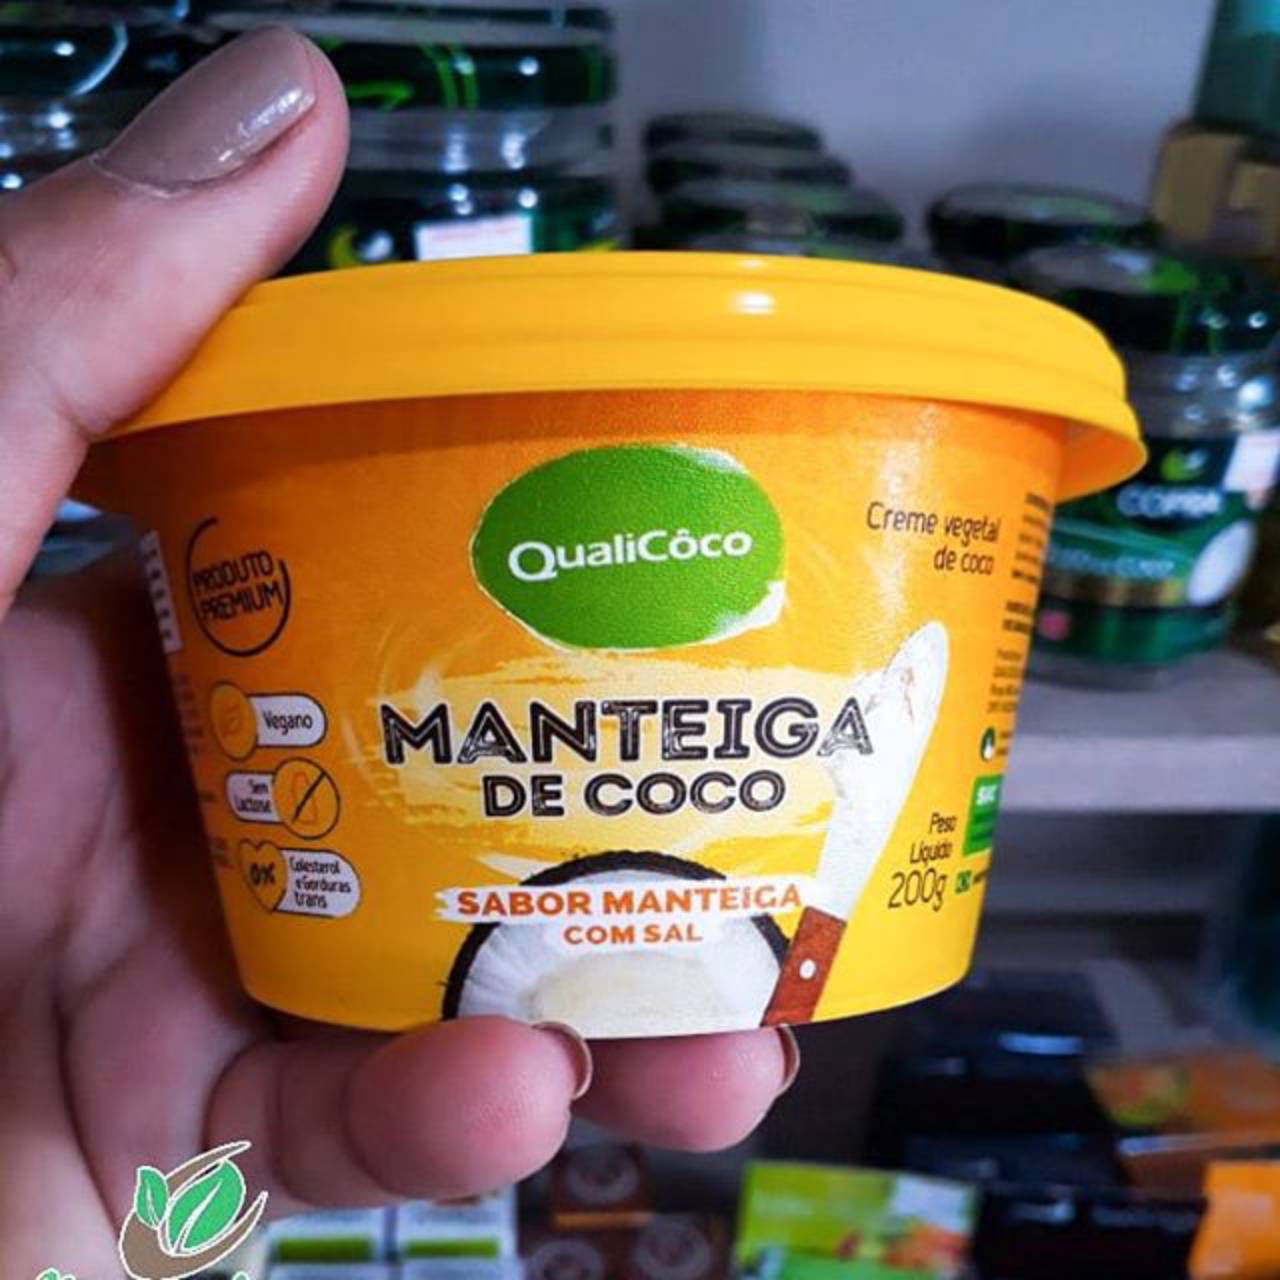 QualiCôco
Creme vegetal
de coco
PRODUTO
PREMIUM
Vegano
Sem
Lactose
0%
Colesterol
e Gorduras
trans
MANTEIGA
DE COCO
SABOR MANTEIGA
COM SAL
Peso
Líquido
200g
COPRA